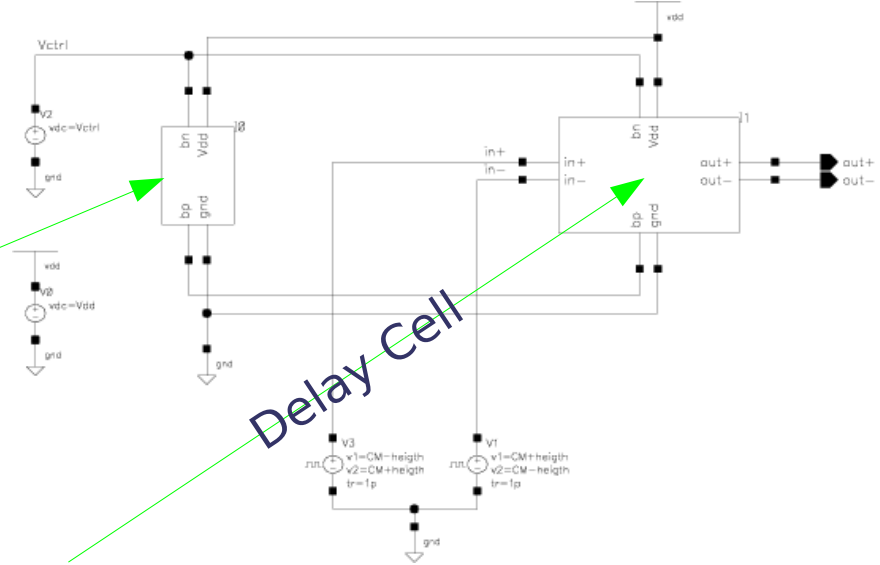 vdd
Vctrl
V2
vdc=Vctrl
gnd
bn
Vdd
I0
bp
gnd
bn
Vdd
I1
in+
in-
in+
in-
out+
out-
out+
out-
bp
gnd
vdd
V0
vdc=Vdd
gnd
gnd
Delay Cell
V3
v1=CM-heigth
v2=CM+heigth
tr=1p
V1
v1=CM+heigth
v2=CM-heigth
tr=1p
gnd